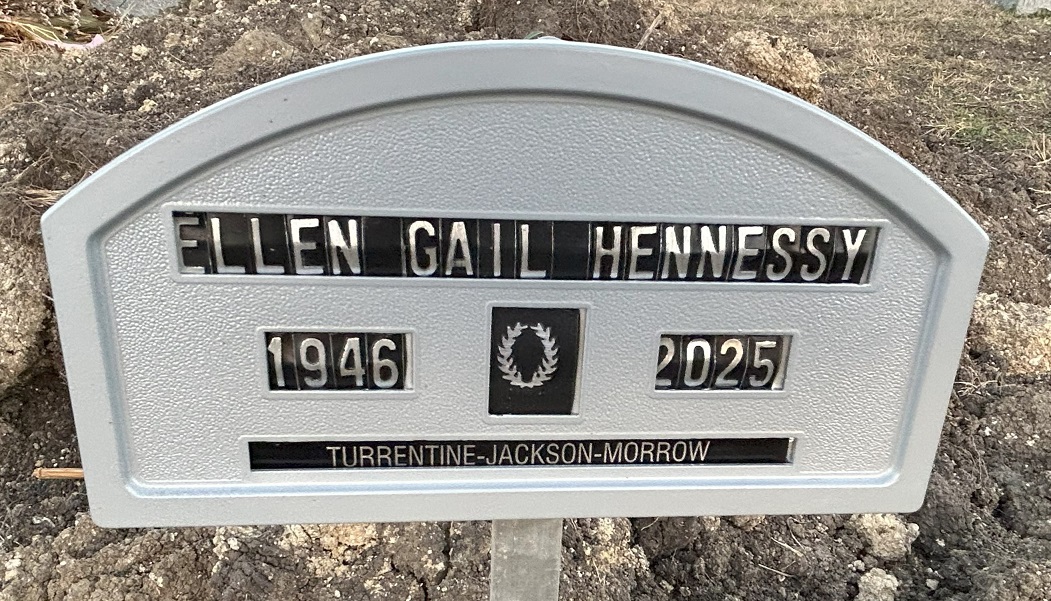 ELLEN GAIL HENNESSY
1946 2025
TURRENTINE-JACKSON-MORROW